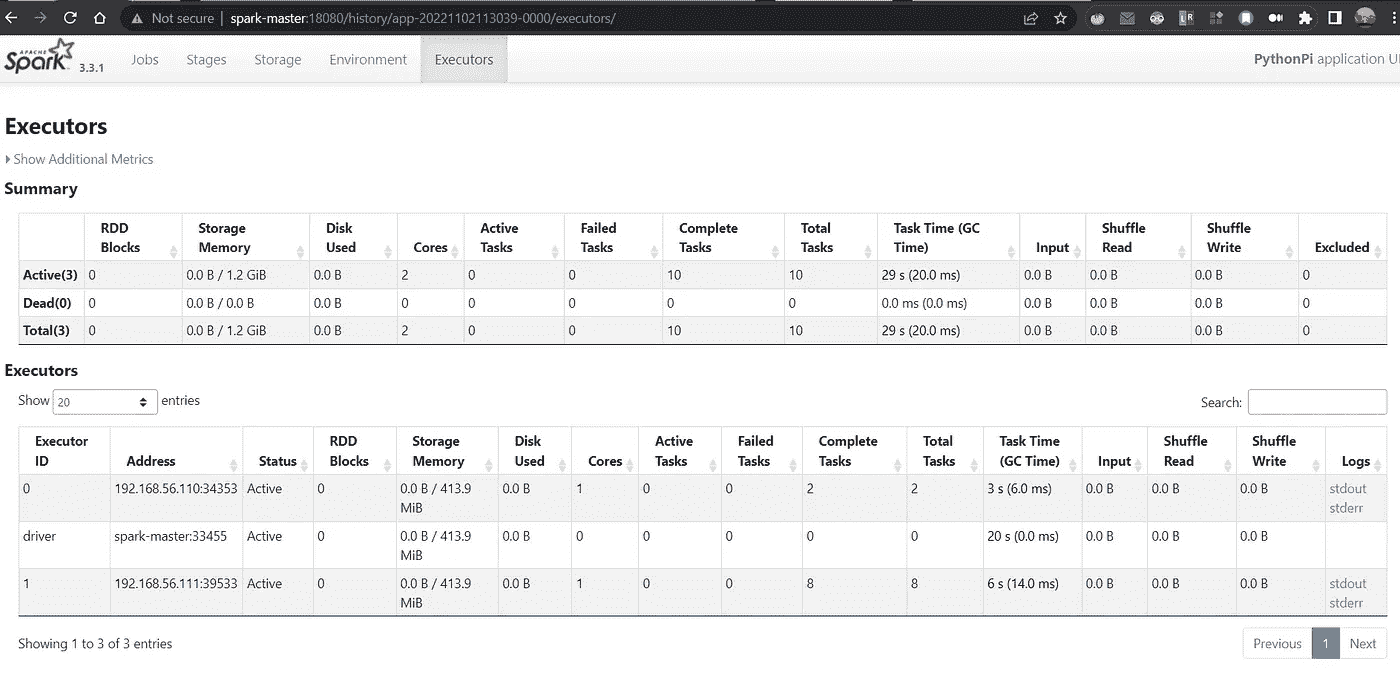 Not secure | spark-master:18080/history/app-20221102113039-0000/executors/
APACHE Spark 3.3.1 Jobs Stages Storage Environment Executors PythonPi application UI
Executors
Show Additional Metrics
Summary
RDD Blocks Storage Memory Disk Used Cores Active Tasks Failed Tasks Complete Tasks Total Tasks Task Time (GC Time) Input Shuffle Read Shuffle Write Excluded
Active(3) 0 0.0 B / 1.2 GiB 0.0 B 2 0 0 10 10 29 s (20.0 ms) 0.0 B 0.0 B 0.0 B 0
Dead(0) 0 0.0 B / 0.0 B 0.0 B 0 0 0 0 0 0.0 ms (0.0 ms) 0.0 B 0.0 B 0.0 B 0
Total(3) 0 0.0 B / 1.2 GiB 0.0 B 2 0 0 10 10 29 s (20.0 ms) 0.0 B 0.0 B 0.0 B 0
Executors
Show 20 entries Search:
Executor ID Address Status RDD Blocks Storage Memory Disk Used Cores Active Tasks Failed Tasks Complete Tasks Total Tasks Task Time (GC Time) Input Shuffle Read Shuffle Write Logs
0 192.168.56.110:34353 Active 0 0.0 B / 413.9 MiB 0.0 B 1 0 0 2 2 3 s (6.0 ms) 0.0 B 0.0 B 0.0 B stdout stderr
driver spark-master:33455 Active 0 0.0 B / 413.9 MiB 0.0 B 0 0 0 0 0 20 s (0.0 ms) 0.0 B 0.0 B 0.0 B
1 192.168.56.111:39533 Active 0 0.0 B / 413.9 MiB 0.0 B 1 0 0 8 8 6 s (14.0 ms) 0.0 B 0.0 B 0.0 B stdout stderr
Showing 1 to 3 of 3 entries Previous 1 Next